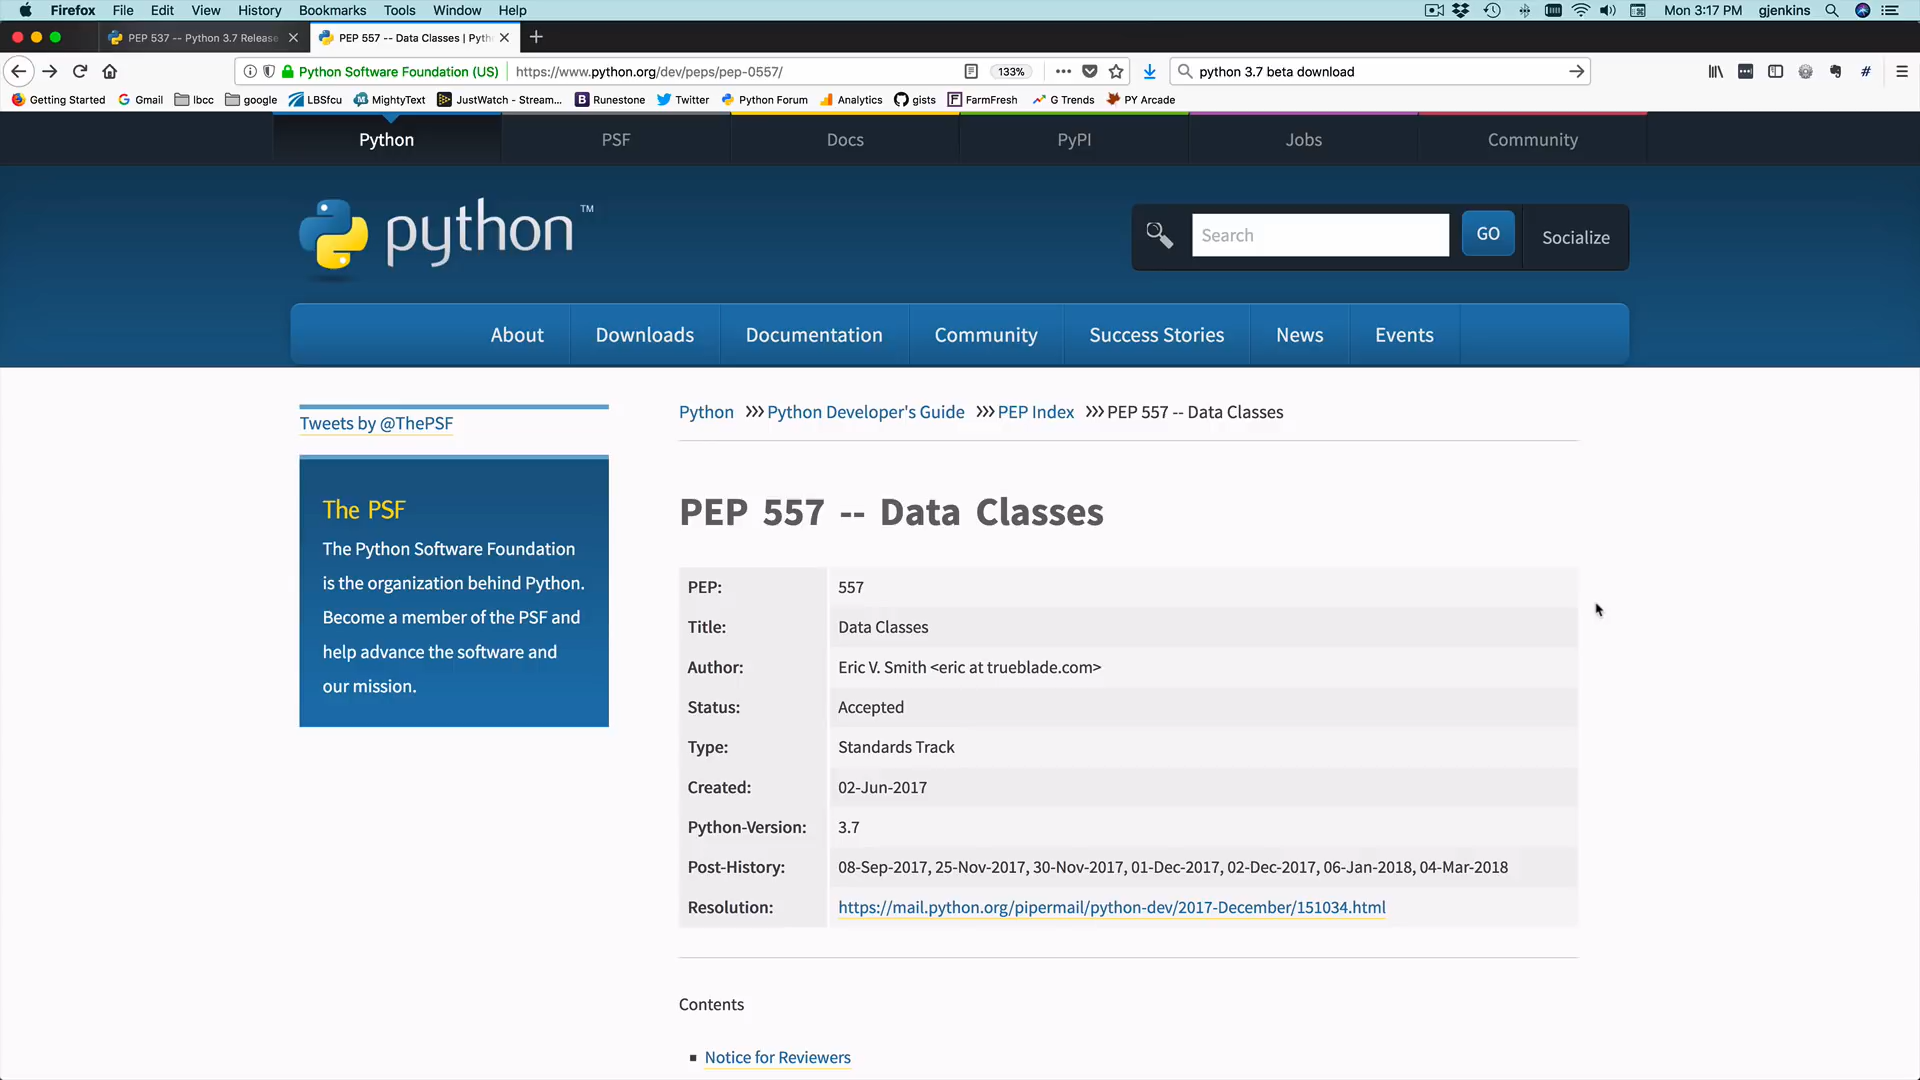 Firefox File Edit View History Bookmarks Tools Window Help Mon 3:17 PM gjenkins
PEP 537 -- Python 3.7 Release
PEP 557 -- Data Classes | Pyth
Python Software Foundation (US) https://www.python.org/dev/peps/pep-0557/ 133% python 3.7 beta download
Getting Started Gmail lbcc google LBSfcu MightyText JustWatch - Stream... Runestone Twitter Python Forum Analytics gists FarmFresh G Trends PY Arcade
Python PSF Docs PyPI Jobs Community
python TM
Search GO Socialize
About Downloads Documentation Community Success Stories News Events
Tweets by @ThePSF
The PSF
The Python Software Foundation
is the organization behind Python.
Become a member of the PSF and
help advance the software and
our mission.
Python >>> Python Developer's Guide >>> PEP Index >>> PEP 557 -- Data Classes
PEP 557 -- Data Classes
PEP: 557
Title: Data Classes
Author: Eric V. Smith <eric at trueblade.com>
Status: Accepted
Type: Standards Track
Created: 02-Jun-2017
Python-Version: 3.7
Post-History: 08-Sep-2017, 25-Nov-2017, 30-Nov-2017, 01-Dec-2017, 02-Dec-2017, 06-Jan-2018, 04-Mar-2018
Resolution: https://mail.python.org/pipermail/python-dev/2017-December/151034.html
Contents
Notice for Reviewers